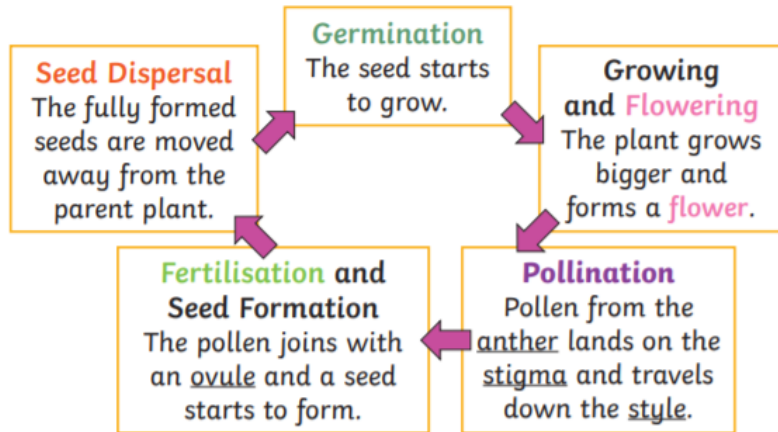 Germination
The seed starts
to grow.
Growing
and Flowering
The plant grows
bigger and
forms a flower.
Pollination
Pollen from the
anther lands on the
stigma and travels
down the style.
Fertilisation and
Seed Formation
The pollen joins with
an ovule and a seed
starts to form.
Seed Dispersal
The fully formed
seeds are moved
away from the
parent plant.